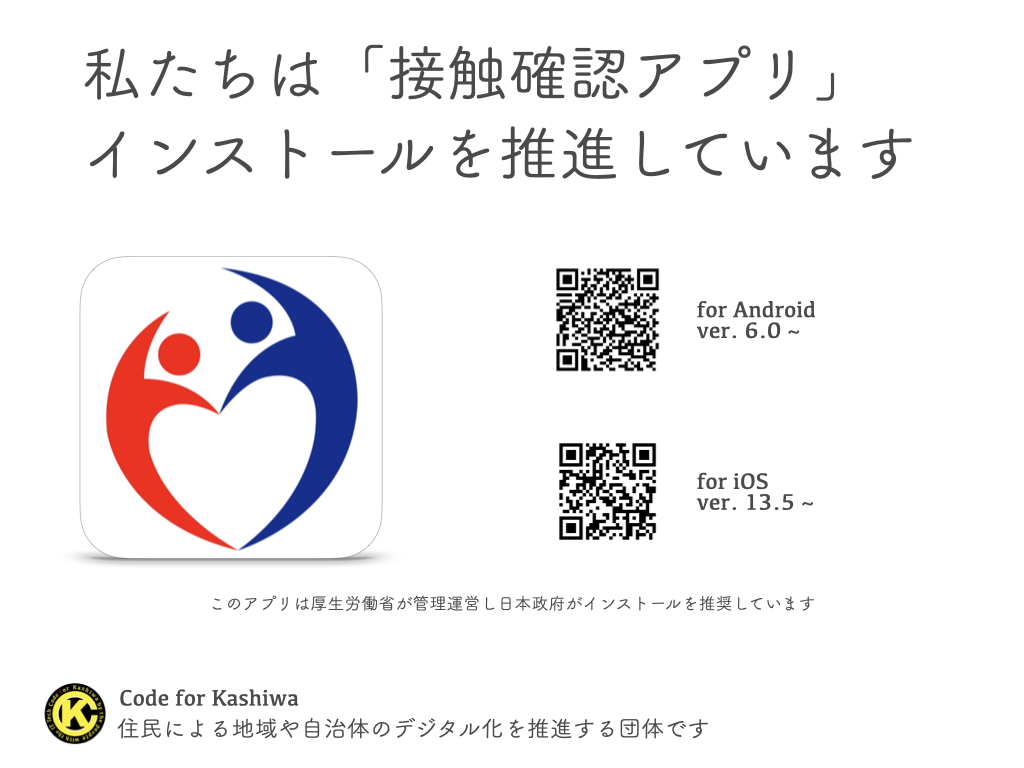 私たちは「接触確認アプリ」
インストールを推進しています
for Android
ver. 6.0 ~
for iOS
ver. 13.5 ~
このアプリは厚生労働省が管理運営し日本政府がインストールを推奨しています
Code for Kashiwa
住民による地域や自治体のデジタル化を推進する団体です